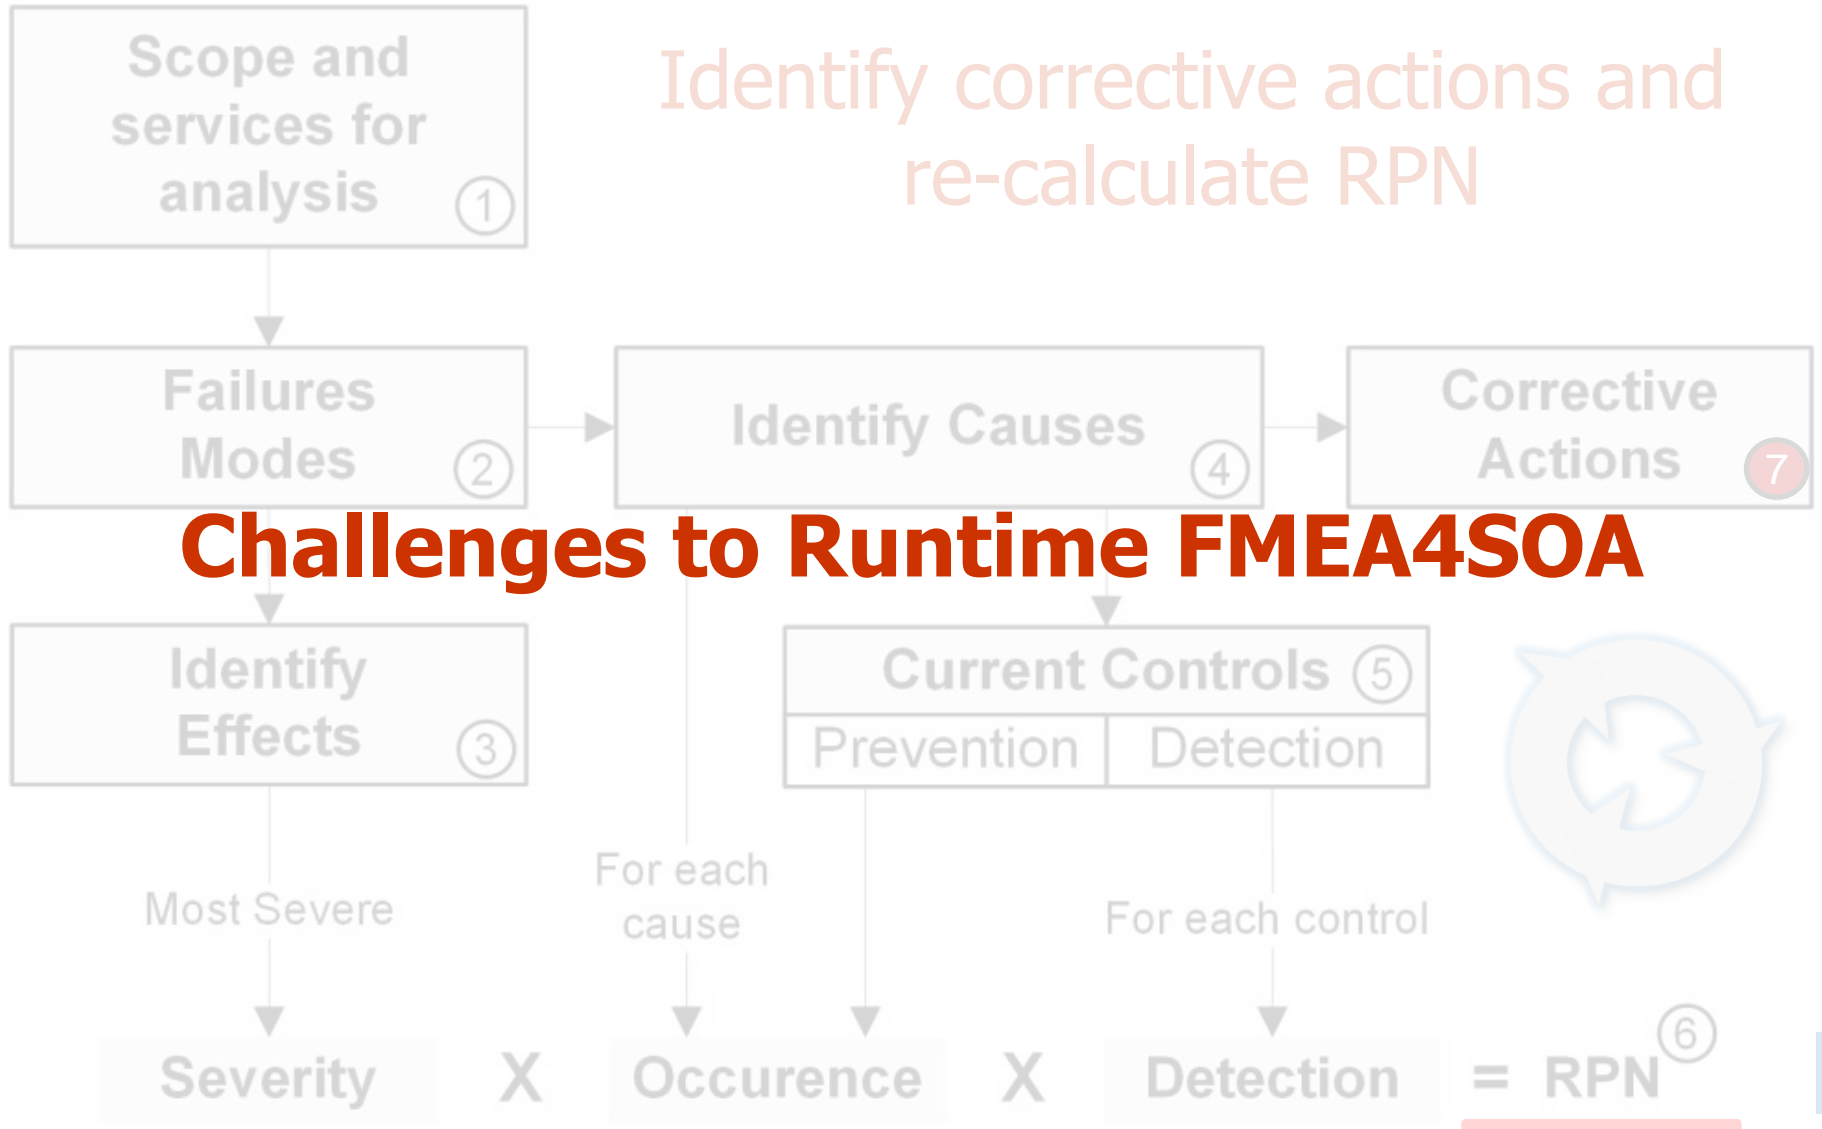 Scope and
services for
analysis
1
Identify corrective actions and
re-calculate RPN
Failures
Modes
2
Identify Causes
4
Corrective
Actions
7
Challenges to Runtime FMEA4SOA
Identify
Effects
3
Current Controls
5
Prevention
Detection
Most Severe
For each
cause
For each control
Severity X Occurence X Detection = RPN
6